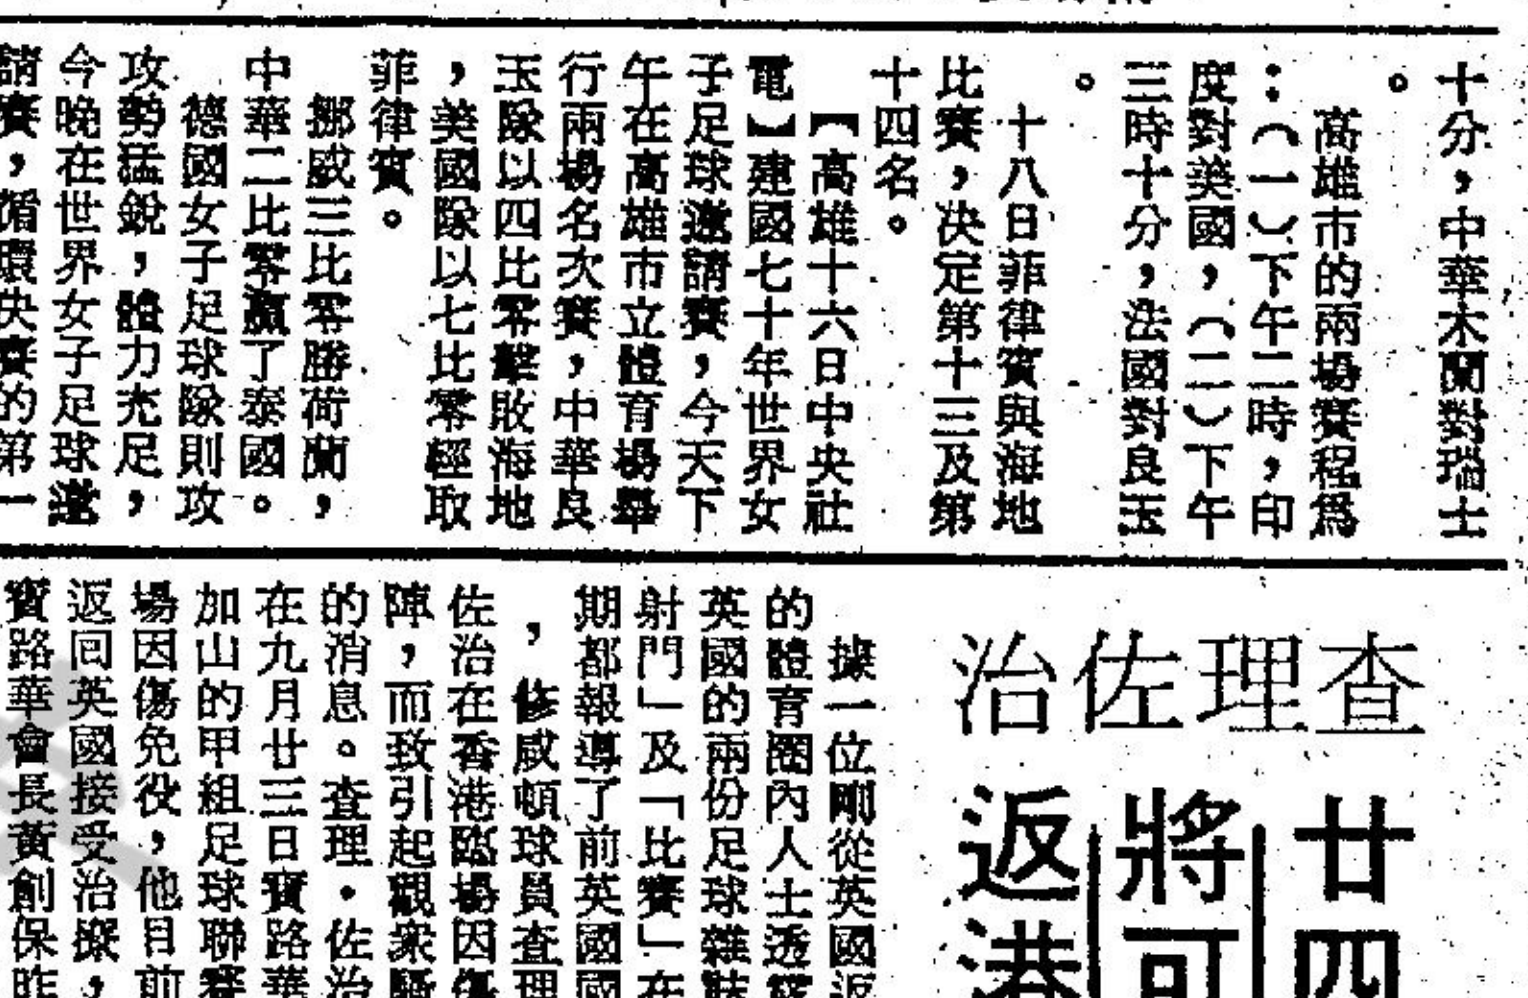 十分，中華木蘭對瑞士
。
高雄市的兩場賽程爲
：（一）下午二時，印
度對美國，（二）下午
三時十分，法國對良玉
。
十八日菲律賓與海地
比賽，決定第十三及第
十四名。
【高雄十六日中央社
電】建國七十年世界女
子足球邀請賽，今天下
午在高雄市立體育場舉
行兩場名次賽，中華良
玉隊以四比零擊敗海地
，美國隊以七比零輕取
菲律賓。
挪威三比零勝荷蘭，
中華二比零贏了泰國。
德國女子足球隊則攻
攻勢猛銳，體力充足，
今晚在世界女子足球邀
請賽，循環決賽的第一
查理佐治
廿四
將可
返港
據一位剛從英國返
的體育圈內人士透露
英國的兩份足球雜誌
射門」及「比賽」在
期都報導了前英國國
，修咸頓球員查理
佐治在香港臨場因傷
陣，而致引起觀衆騷
的消息。查理・佐治
在九月廿三日寶路華
加山的甲組足球聯賽
場因傷免役，他目前
返回英國接受治療，
寶路華會長黃創保昨